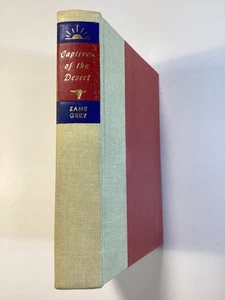 Captives
of the
Desert
ZANE
GREY